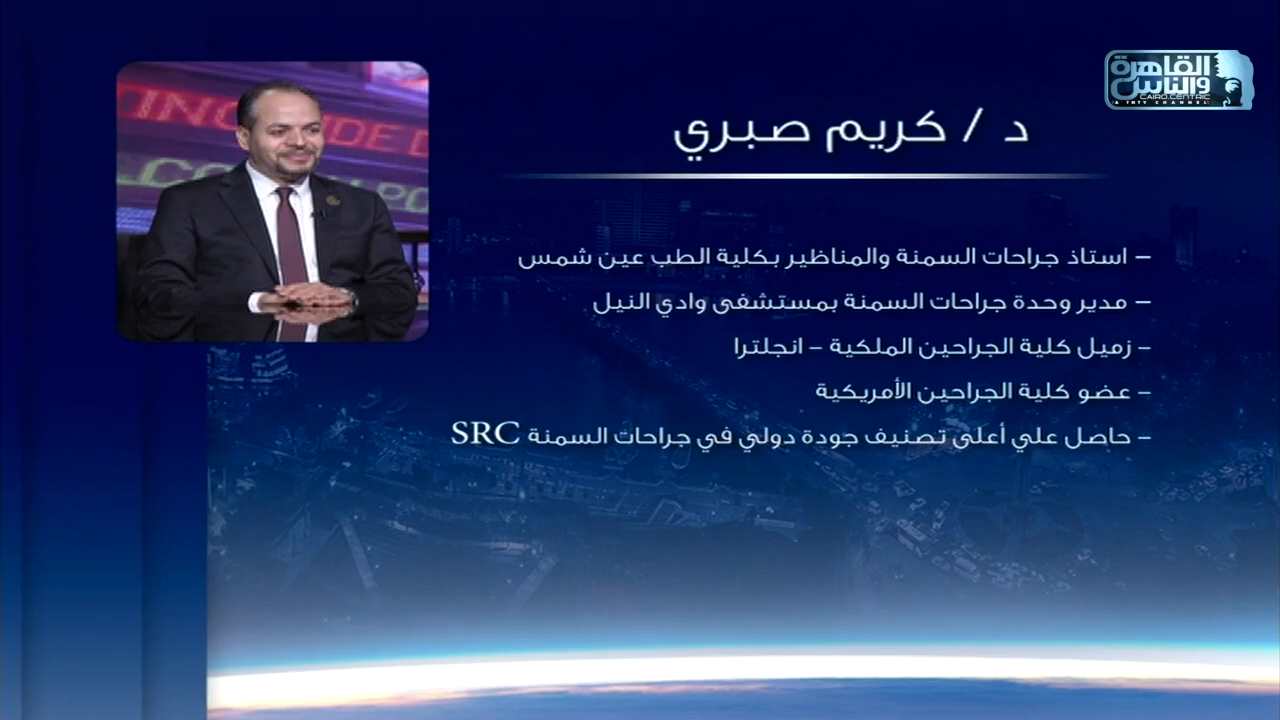 القاهرة
والناس
CAIRO.CENTRIC
A TNTV CHANNEL
د / كريم صبري
– استاذ جراحات السمنة والمناظير بكلية الطب عين شمس
– مدير وحدة جراحات السمنة بمستشفى وادي النيل
– زميل كلية الجراحين الملكية – انجلترا
– عضو كلية الجراحين الأمريكية
– حاصل علي أعلى تصنيف جودة دولي في جراحات السمنة SRC